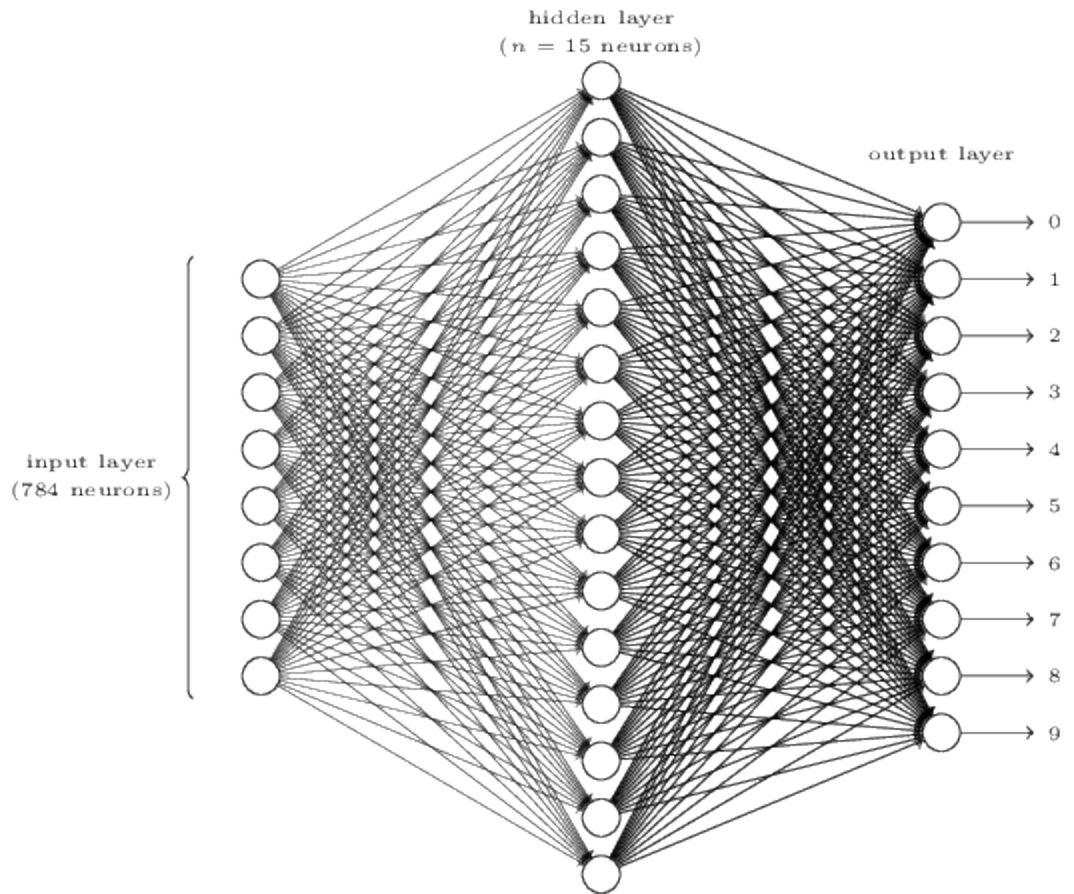 hidden layer
(n = 15 neurons)
output layer
0
1
2
3
input layer
(784 neurons)
4
5
6
7
8
9